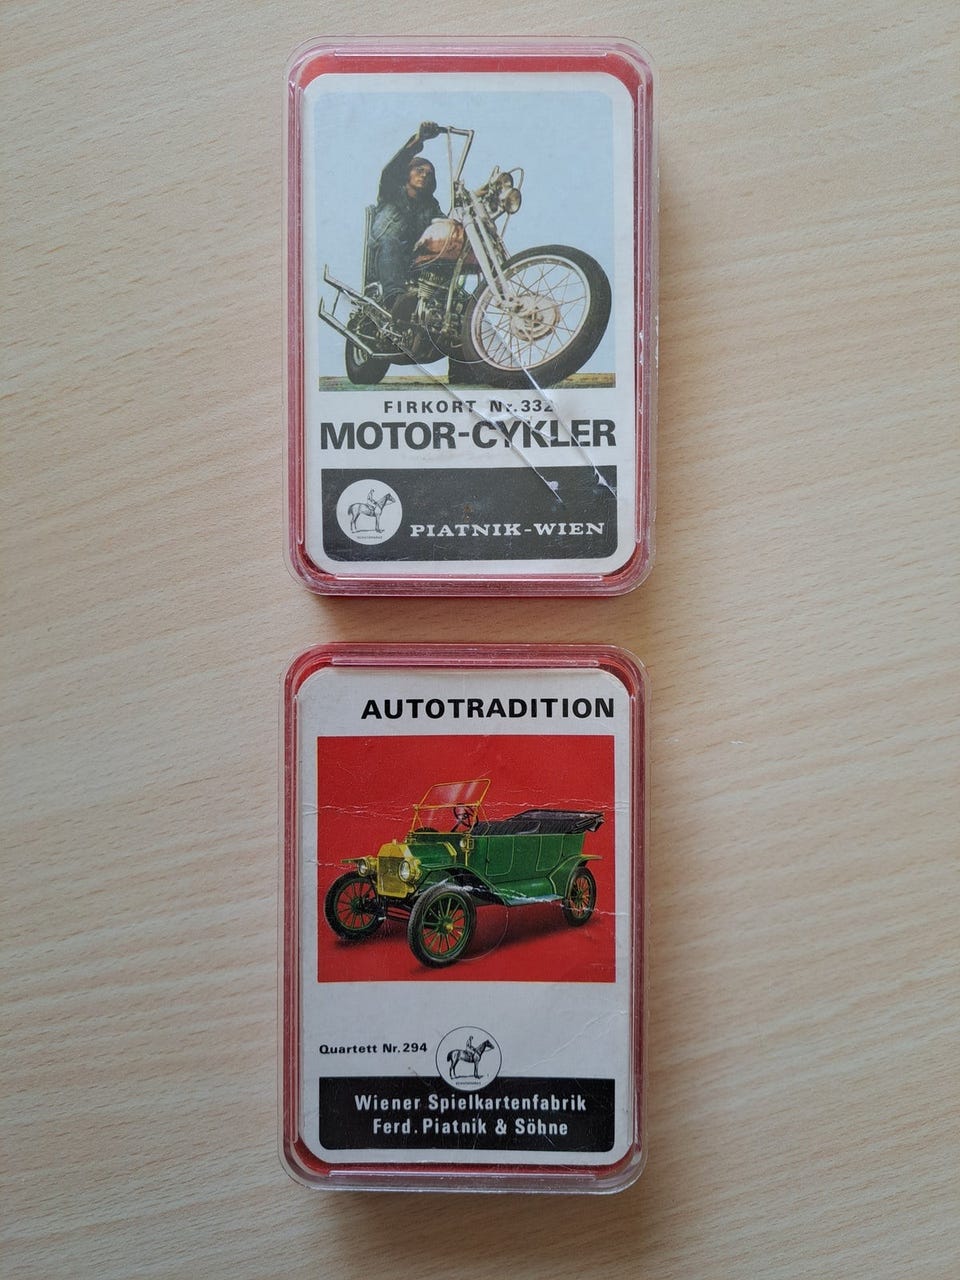 FIRKORT Nr.332
MOTOR-CYKLER
PIATNIK-WIEN
AUTOTRADITION
Quartett Nr.294
Wiener Spielkartenfabrik
Ferd. Piatnik & Söhne